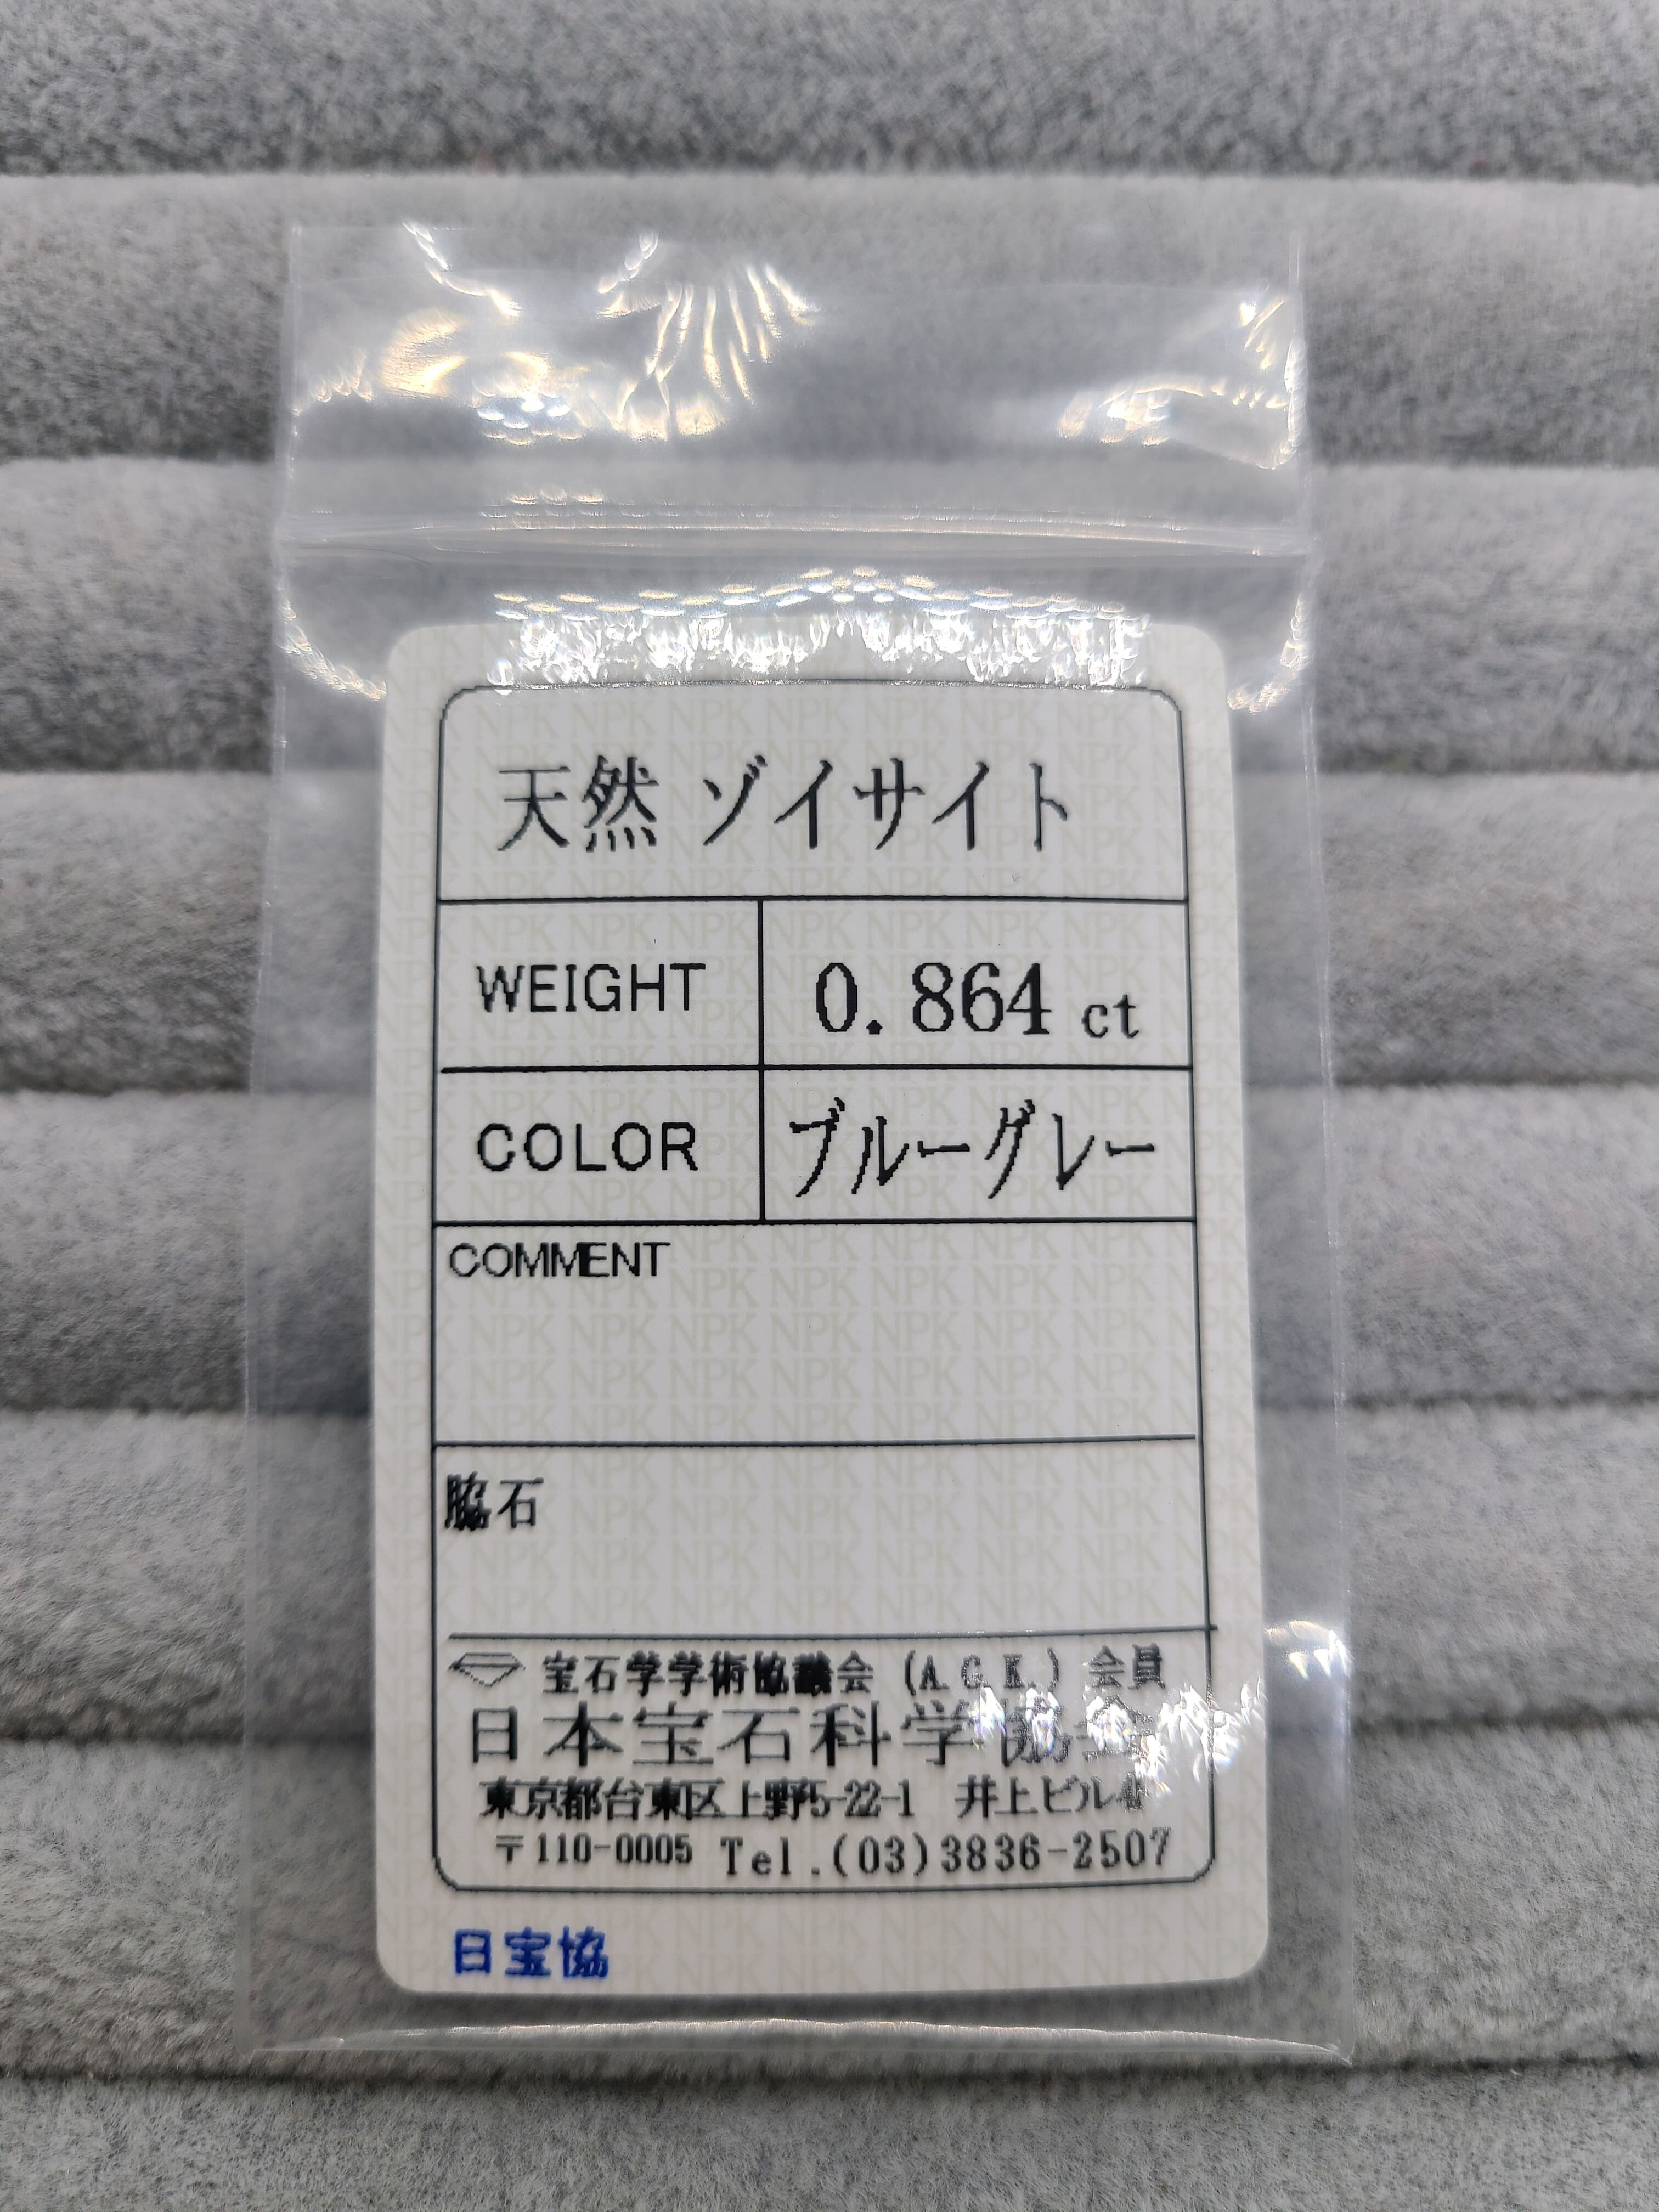 天然 ゾイサイト
WEIGHT 0.864 ct
COLOR ブルーグレー
COMMENT
脇石
宝石学学術協議会 (A.G.K.) 会員
日本宝石科学協会
東京都台東区上野5-22-1 井上ビル
〒110-0005 Tel.(03)3836-2507
日宝協